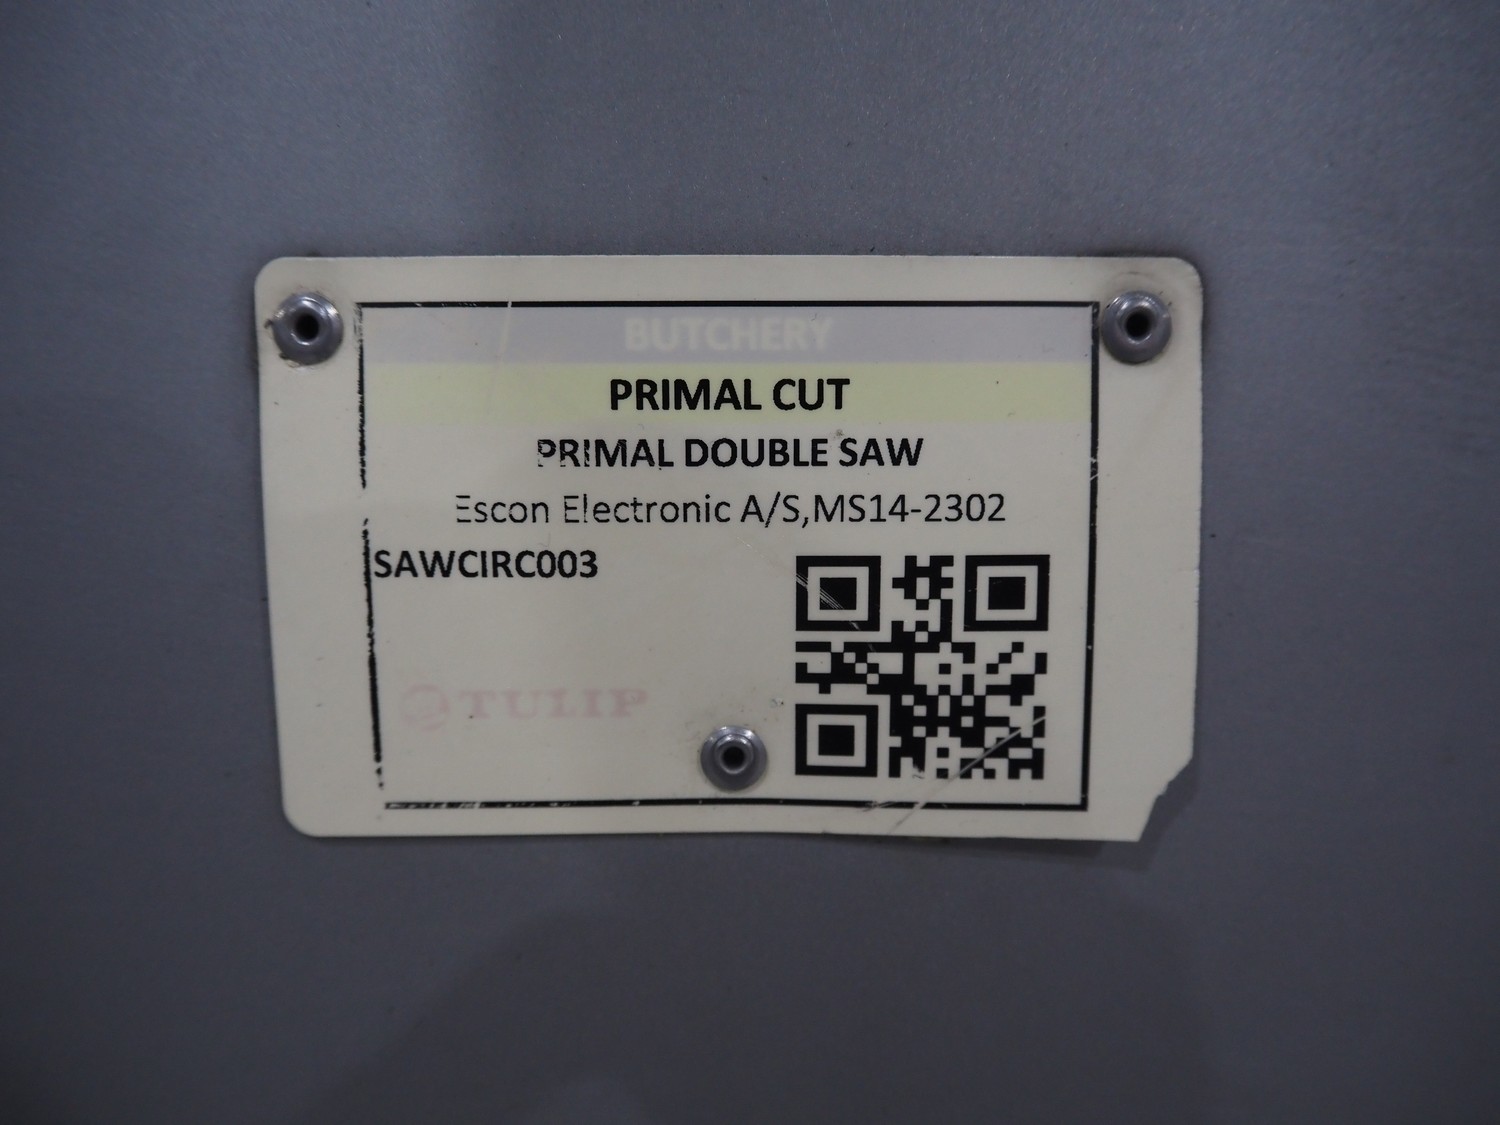 BUTCHERY
PRIMAL CUT
PRIMAL DOUBLE SAW
Escon Electronic A/S,MS14-2302
SAWCIRC003
TULIP